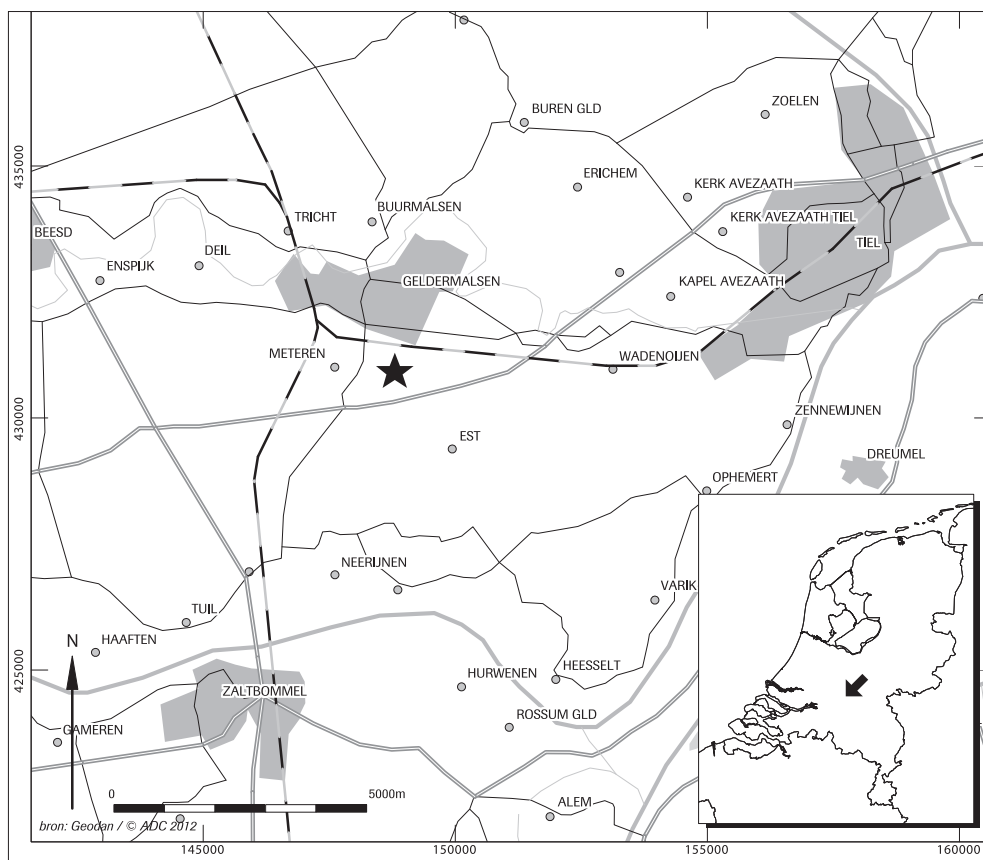 BUREN GLD
ZOELEN
435000
ERICHEM
KERK AVEZAATH
BUURMALSEN
TRICHT
KERK AVEZAATH TIEL
BEESD
DEIL
TIEL
ENSPIJK
GELDERMALSEN
KAPEL AVEZAATH
METEREN
WADENOIJEN
430000
ZENNEWIJNEN
EST
DREUMEL
OPHEMERT
NEERIJNEN
VARIK
TUIL
N
HAAFTEN
425000
HEESSELT
HURWENEN
ZALTBOMMEL
ROSSUM GLD
GAMEREN
0 5000m
ALEM
bron: Geodan / © ADC 2012
145000 150000 155000 160000